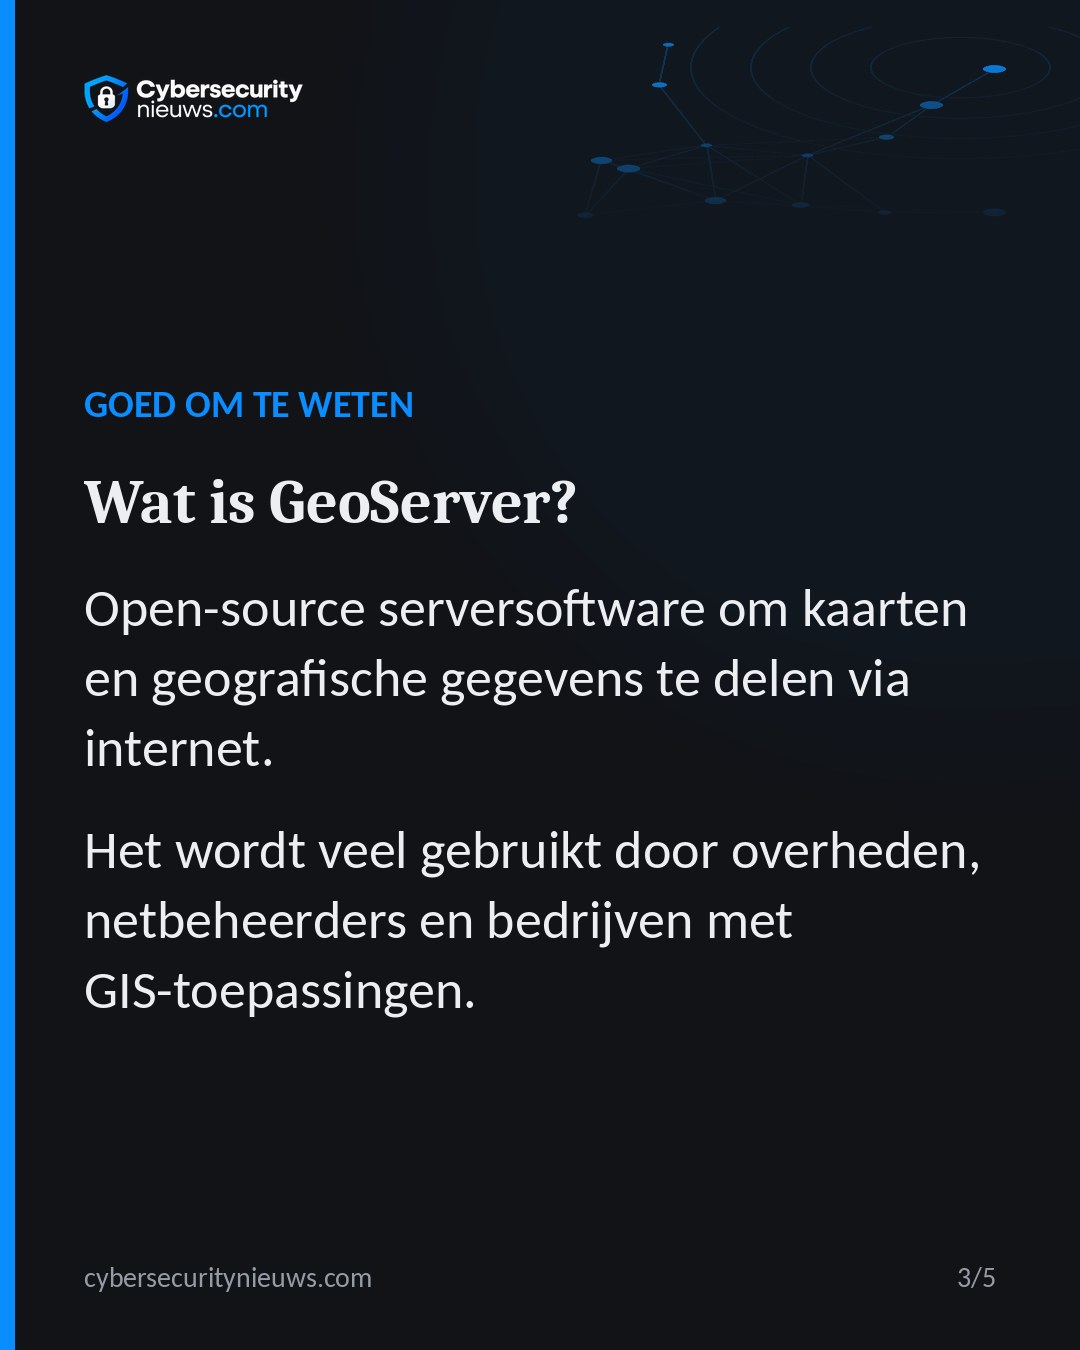 Cybersecurity
nieuws.com
GOED OM TE WETEN
Wat is GeoServer?
Open-source serversoftware om kaarten
en geografische gegevens te delen via
internet.
Het wordt veel gebruikt door overheden,
netbeheerders en bedrijven met
GIS-toepassingen.
cybersecuritynieuws.com
3/5